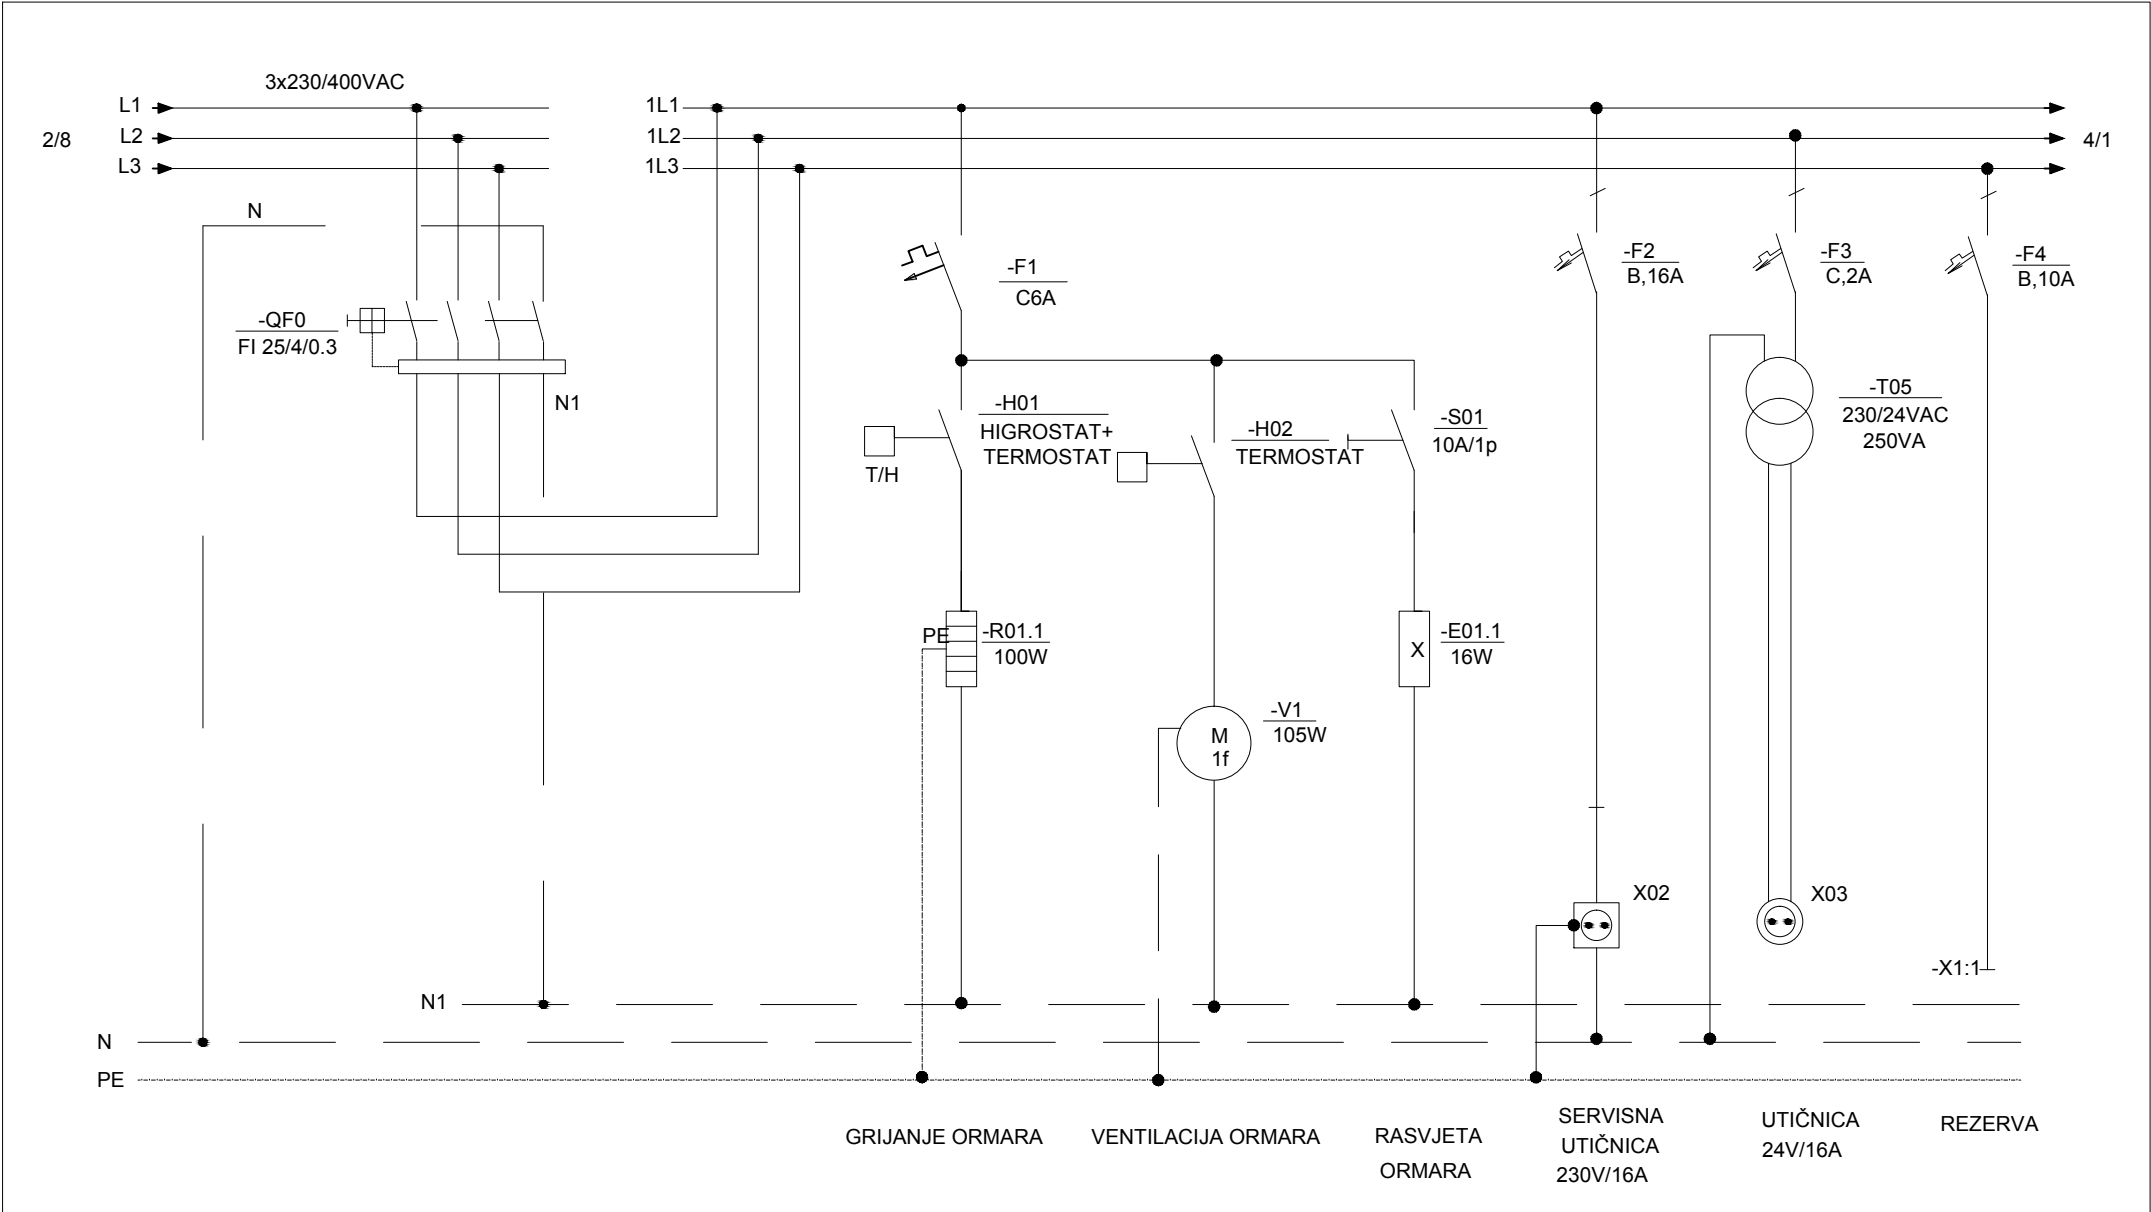 3x230/400VAC
L1
1L1
2/8
L2
1L2
4/1
L3
1L3
N
-QF0
FI 25/4/0.3
N1
-F1
C6A
-F2
B,16A
-F3
C,2A
-F4
B,10A
-H01
HIGROSTAT+
TERMOSTAT
T/H
-H02
TERMOSTAT
-S01
10A/1p
-T05
230/24VAC
250VA
PE
-R01.1
100W
-E01.1
16W
-V1
105W
M
1f
X
X02
X03
-X1:1
N1
N
PE
GRIJANJE ORMARA
VENTILACIJA ORMARA
RASVJETA
ORMARA
SERVISNA
UTIČNICA
230V/16A
UTIČNICA
24V/16A
REZERVA